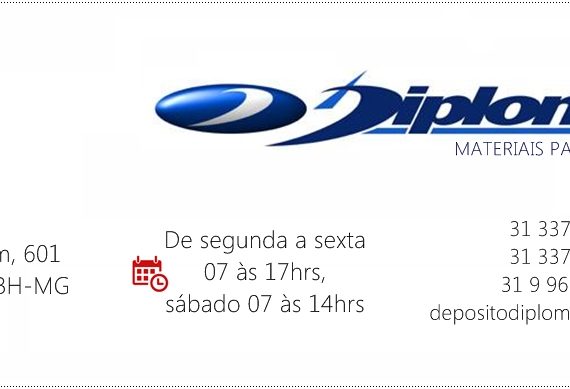 Diplom
MATERIAIS PA
m, 601
BH-MG
De segunda a sexta
07 às 17hrs,
sábado 07 às 14hrs
31 337
31 337
31 9 96
depositodiplom